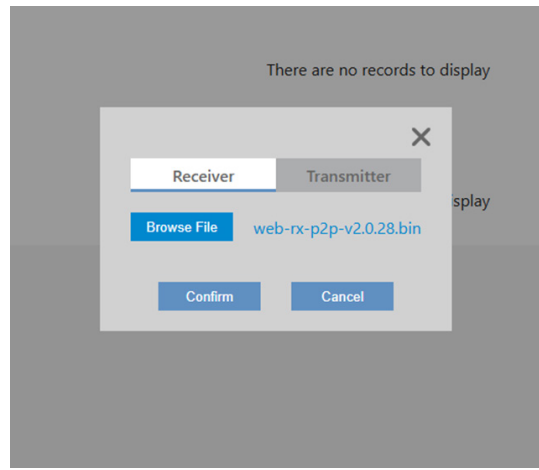 There are no records to display
Receiver
Transmitter
splay
Browse File
web-rx-p2p-v2.0.28.bin
Confirm
Cancel